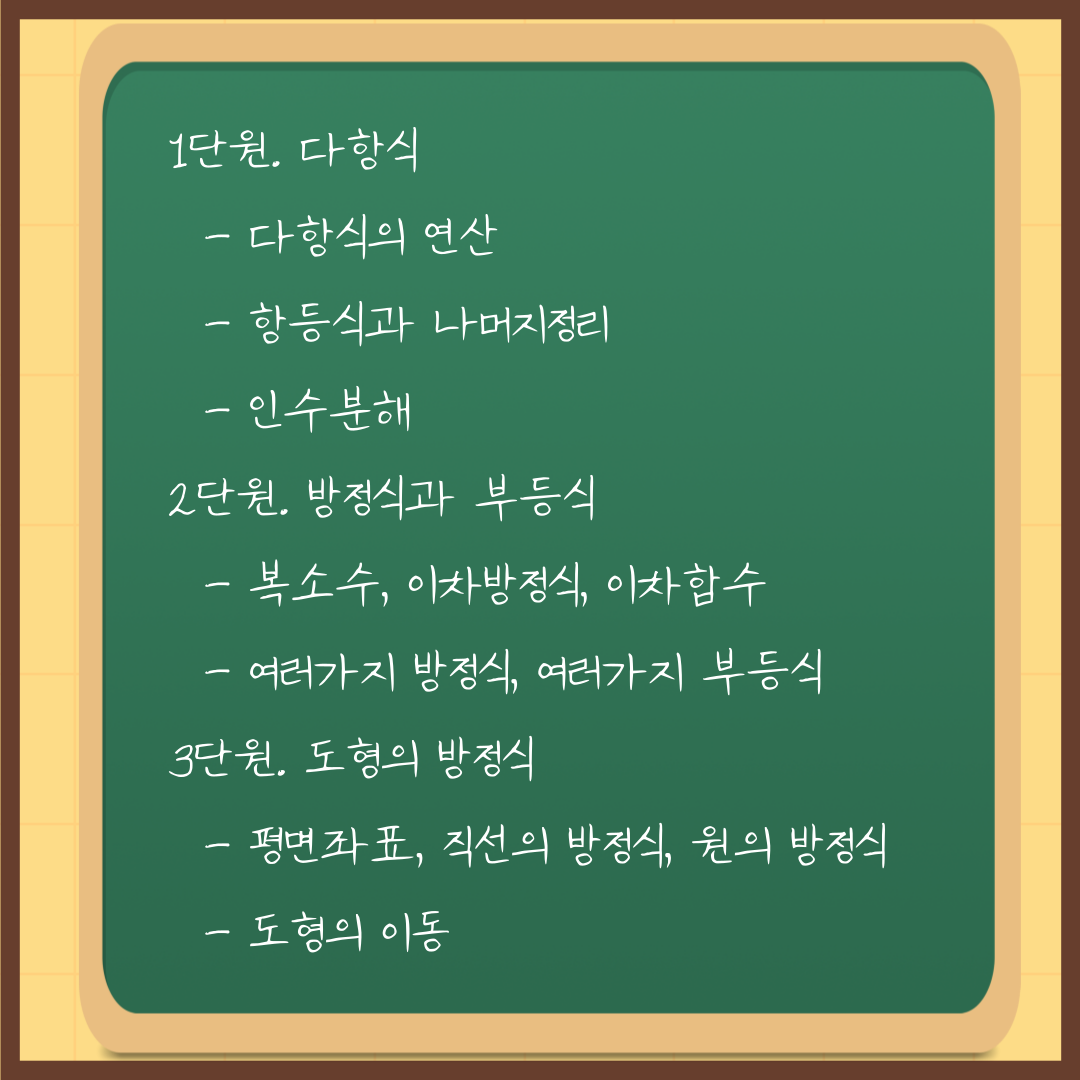 1단원. 다항식
- 다항식의 연산
- 항등식과 나머지정리
- 인수분해
2단원. 방정식과 부등식
- 복소수, 이차방정식, 이차합수
- 여러가지 방정식, 여러가지 부등식
3단원. 도형의 방정식
- 평면좌표, 직선의 방정식, 원의 방정식
- 도형의 이동